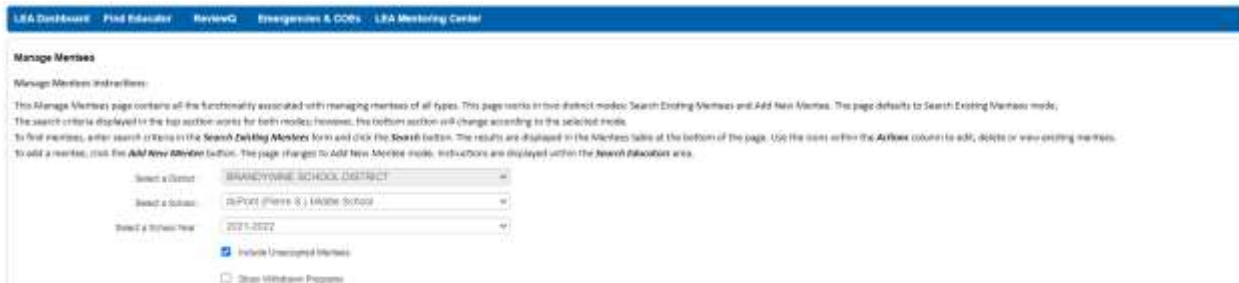 LEA Dashboard Find Educator ReviewQ Emergencies & COEs LEA Mentoring Center
Manage Mentees
Manage Mentees Instructions:
This Manage Mentees page contains all the functionality associated with managing mentees of all types. This page works in two distinct modes: Search Existing Mentees and Add New Mentee. The page defaults to Search Existing Mentees mode.
The search criteria displayed in the top section works for both modes; however, the bottom section will change according to the selected mode.
To find mentees, enter search criteria in the Search Existing Mentees form and click the Search button. The results are displayed in the Mentees table at the bottom of the page. Use the icons within the Actions column to edit, delete or view existing mentees.
To add a mentee, click the Add New Mentee button. The page changes to Add New Mentee mode. Instructions are displayed within the Search Educators area.
Select a District BRANDYWINE SCHOOL DISTRICT
Select a School duPont (Pierre S.) Middle School
Select a School Year 2021-2022
Include Unassigned Mentees
Show Withdrawn Programs